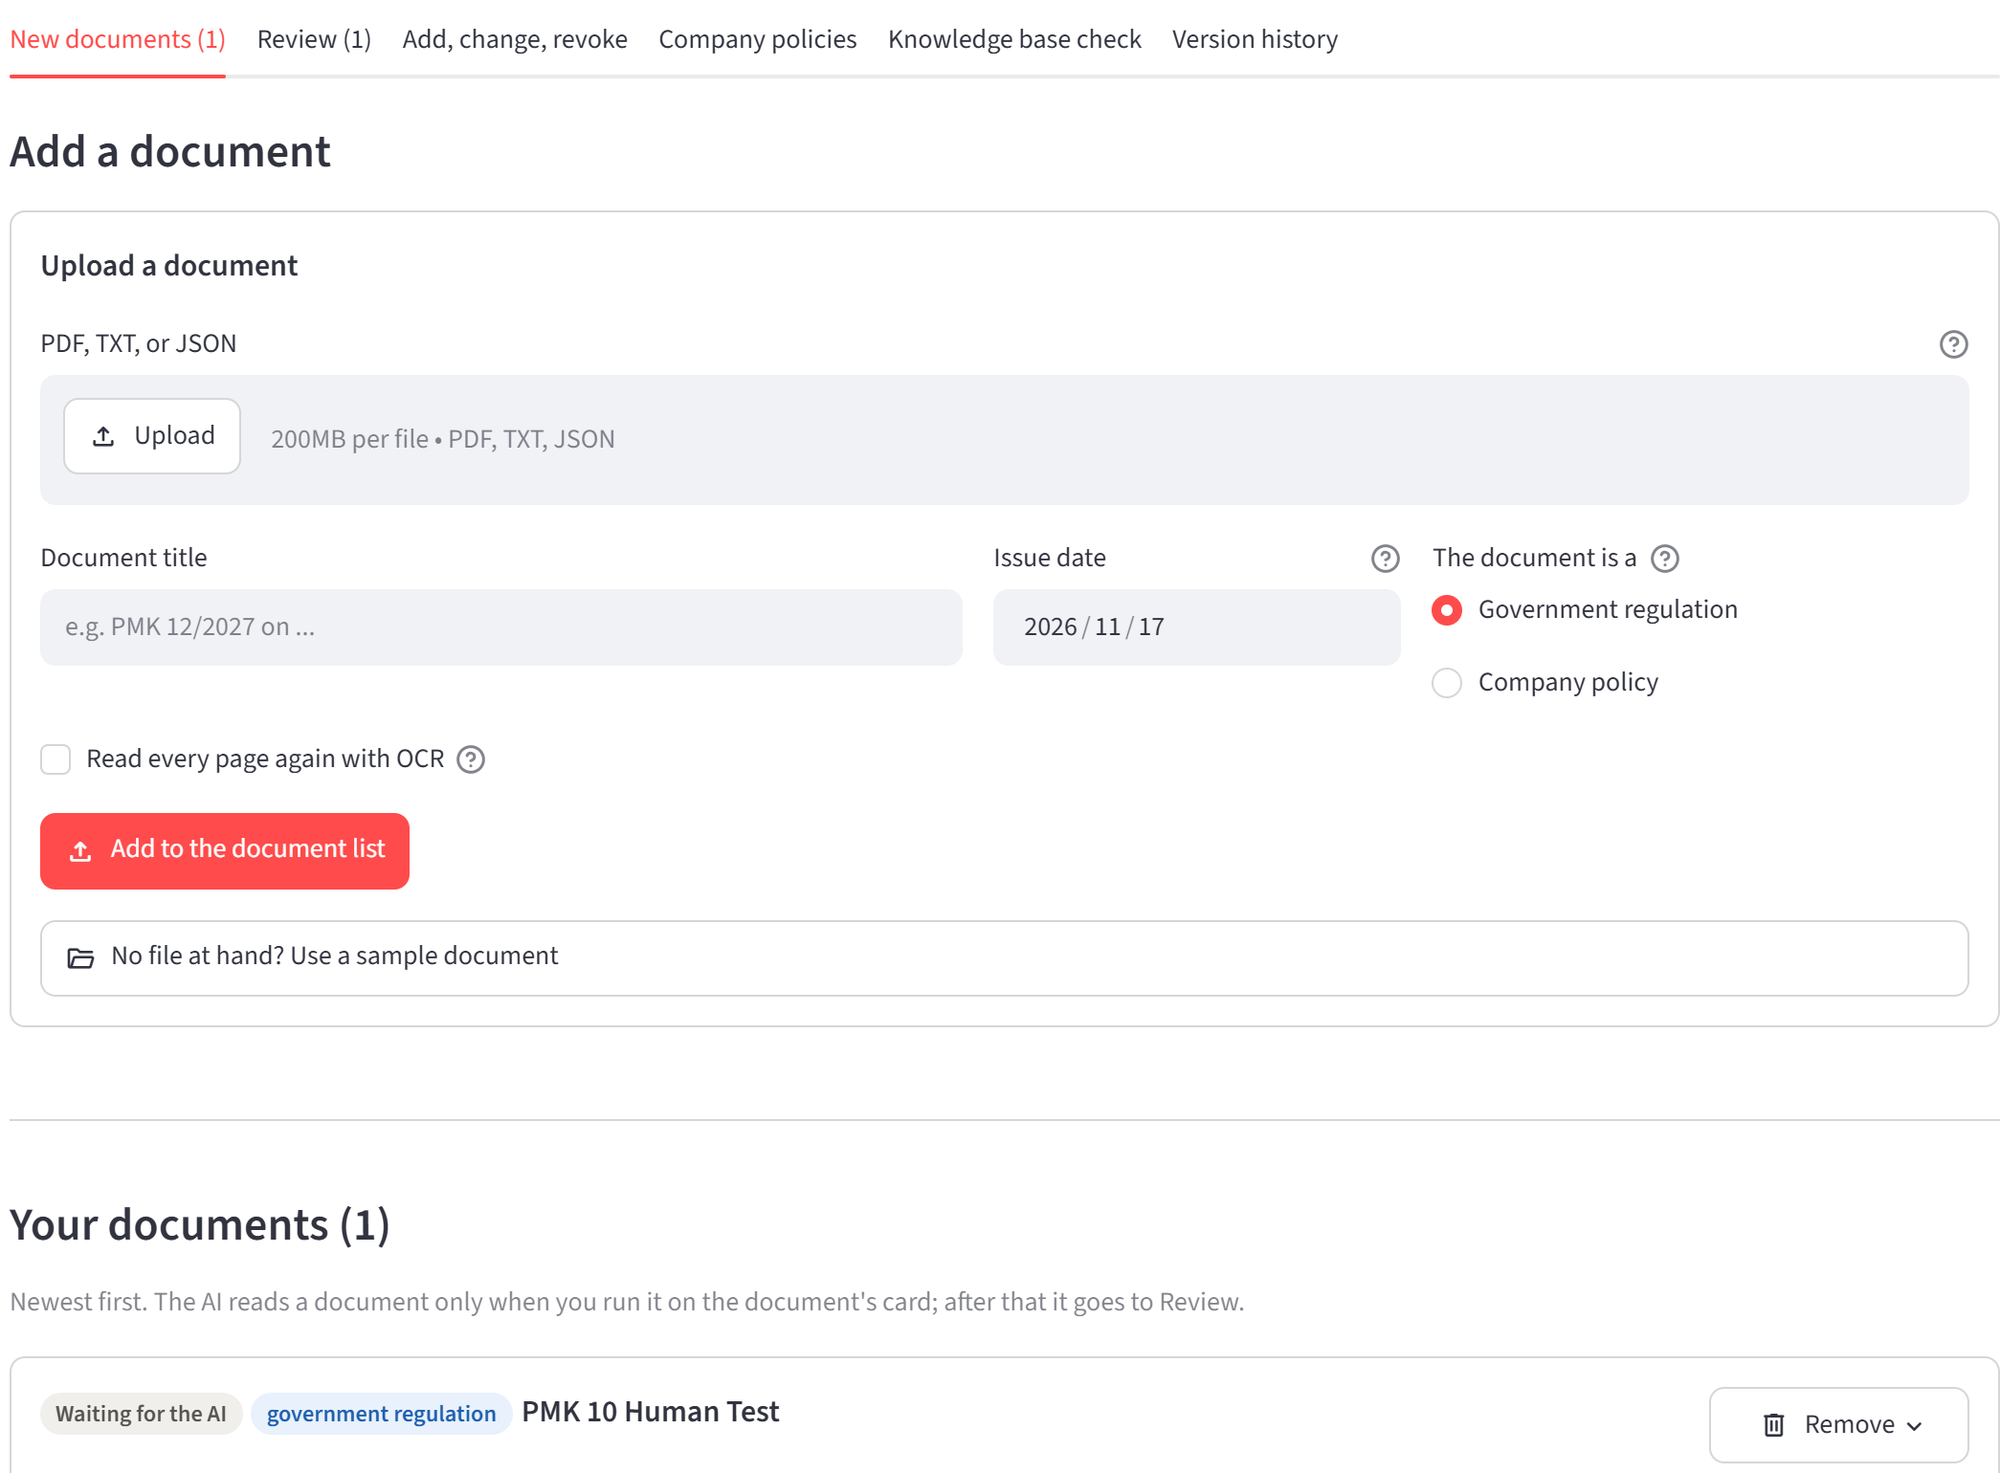 New documents (1) Review (1) Add, change, revoke Company policies Knowledge base check Version history
Add a document
Upload a document
PDF, TXT, or JSON
Upload 200MB per file • PDF, TXT, JSON
Document title Issue date The document is a
e.g. PMK 12/2027 on ... 2026 / 11 / 17 Government regulation
Company policy
Read every page again with OCR
Add to the document list
No file at hand? Use a sample document
Your documents (1)
Newest first. The AI reads a document only when you run it on the document's card; after that it goes to Review.
Waiting for the AI government regulation PMK 10 Human Test Remove